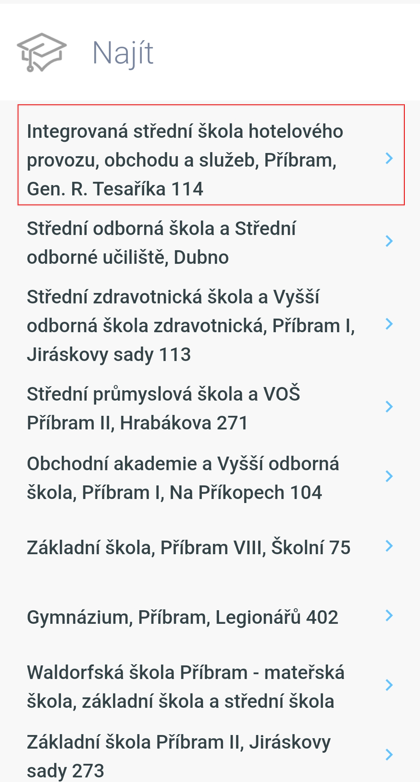 Najít
Integrovaná střední škola hotelového
provozu, obchodu a služeb, Příbram,
Gen. R. Tesaříka 114
Střední odborná škola a Střední
odborné učiliště, Dubno
Střední zdravotnická škola a Vyšší
odborná škola zdravotnická, Příbram I,
Jiráskovy sady 113
Střední průmyslová škola a VOŠ
Příbram II, Hrabákova 271
Obchodní akademie a Vyšší odborná
škola, Příbram I, Na Příkopech 104
Základní škola, Příbram VIII, Školní 75
Gymnázium, Příbram, Legionářů 402
Waldorfská škola Příbram - mateřská
škola, základní škola a střední škola
Základní škola Příbram II, Jiráskovy
sady 273